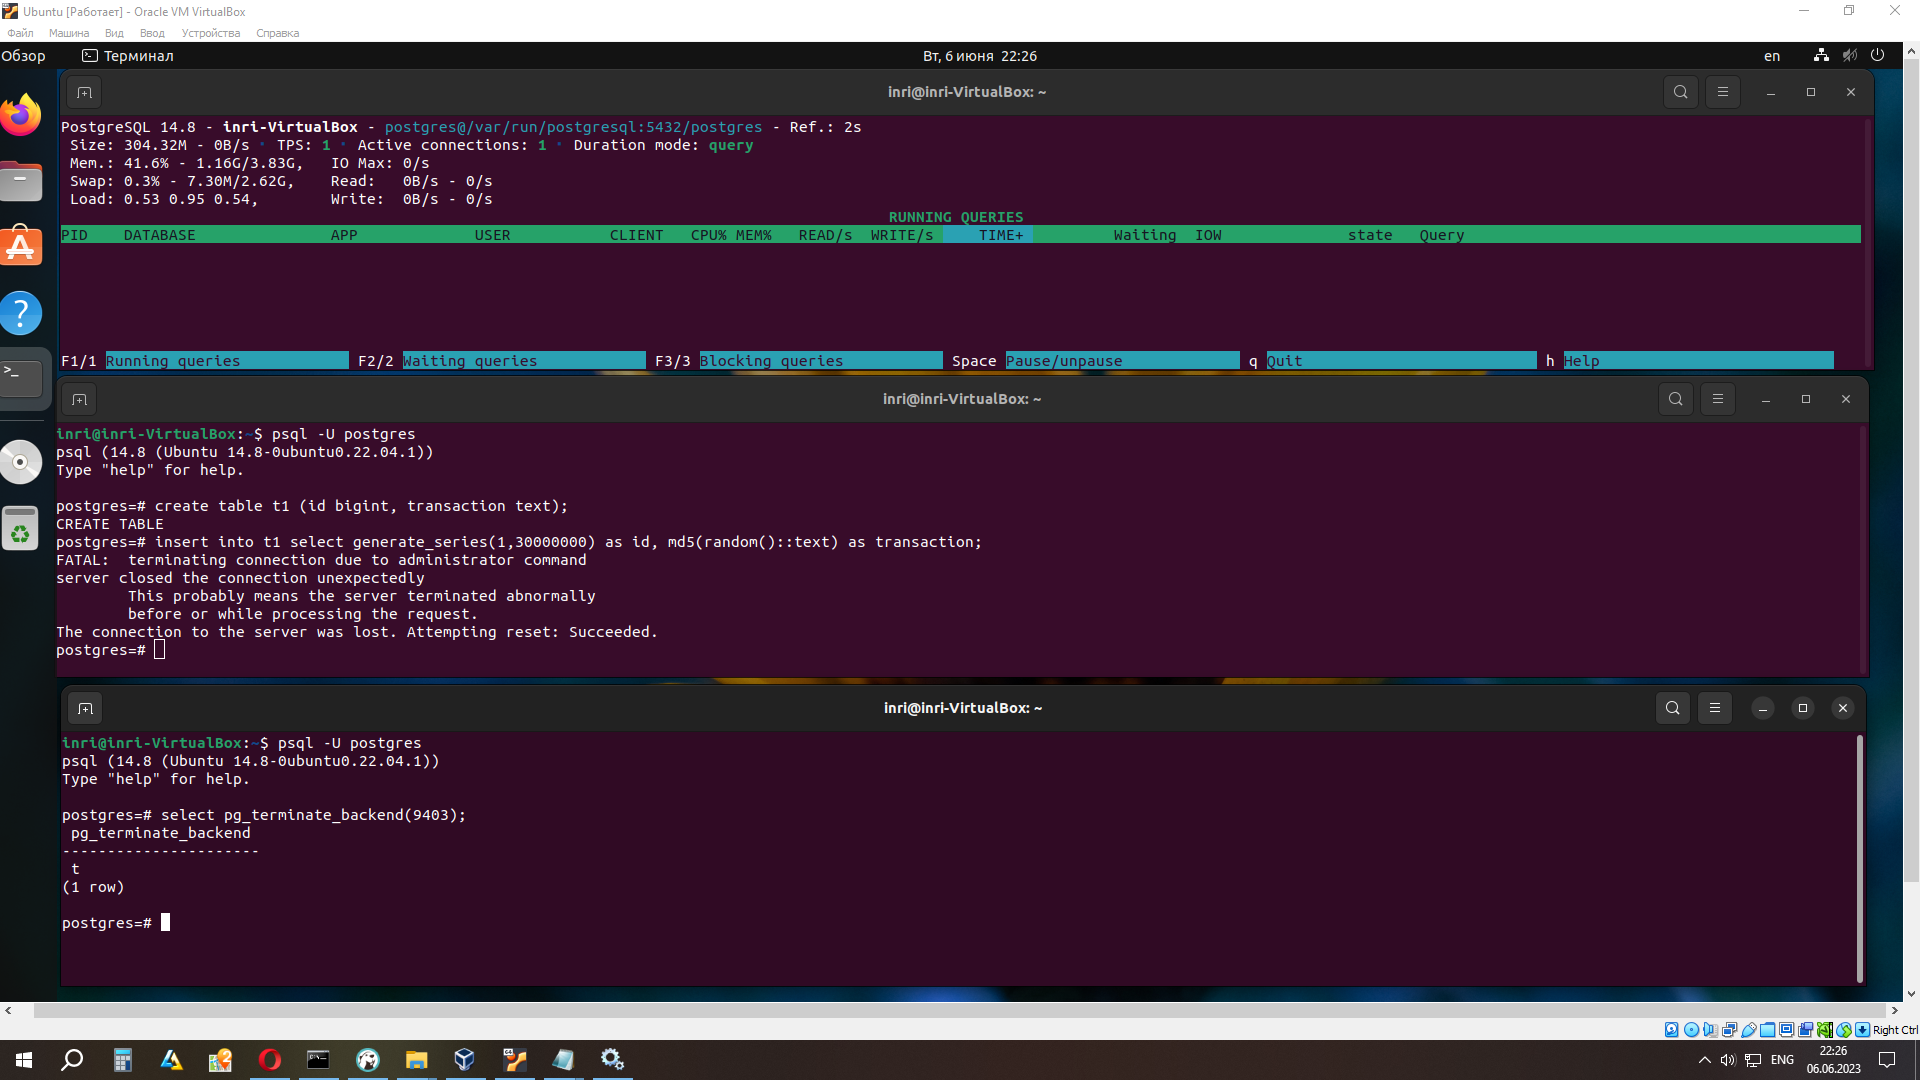 Ubuntu [Работает] - Oracle VM VirtualBox
Файл Машина Вид Ввод Устройства Справка
Обзор Терминал Вт, 6 июня 22:26 en
inri@inri-VirtualBox: ~
PostgreSQL 14.8 - inri-VirtualBox - postgres@/var/run/postgresql:5432/postgres - Ref.: 2s
Size: 304.32M - 0B/s · TPS: 1 · Active connections: 1 · Duration mode: query
Mem.: 41.6% - 1.16G/3.83G, IO Max: 0/s
Swap: 0.3% - 7.30M/2.62G, Read: 0B/s - 0/s
Load: 0.53 0.95 0.54, Write: 0B/s - 0/s
RUNNING QUERIES
PID DATABASE APP USER CLIENT CPU% MEM% READ/s WRITE/s TIME+ Waiting IOW state Query
F1/1 Running queries F2/2 Waiting queries F3/3 Blocking queries Space Pause/unpause q Quit h Help
inri@inri-VirtualBox: ~
inri@inri-VirtualBox:~$ psql -U postgres
psql (14.8 (Ubuntu 14.8-0ubuntu0.22.04.1))
Type "help" for help.
postgres=# create table t1 (id bigint, transaction text);
CREATE TABLE
postgres=# insert into t1 select generate_series(1,30000000) as id, md5(random()::text) as transaction;
FATAL: terminating connection due to administrator command
server closed the connection unexpectedly
This probably means the server terminated abnormally
before or while processing the request.
The connection to the server was lost. Attempting reset: Succeeded.
postgres=#
inri@inri-VirtualBox: ~
inri@inri-VirtualBox:~$ psql -U postgres
psql (14.8 (Ubuntu 14.8-0ubuntu0.22.04.1))
Type "help" for help.
postgres=# select pg_terminate_backend(9403);
pg_terminate_backend
----------------------
t
(1 row)
postgres=#
Right Ctrl
ENG 22:26
06.06.2023